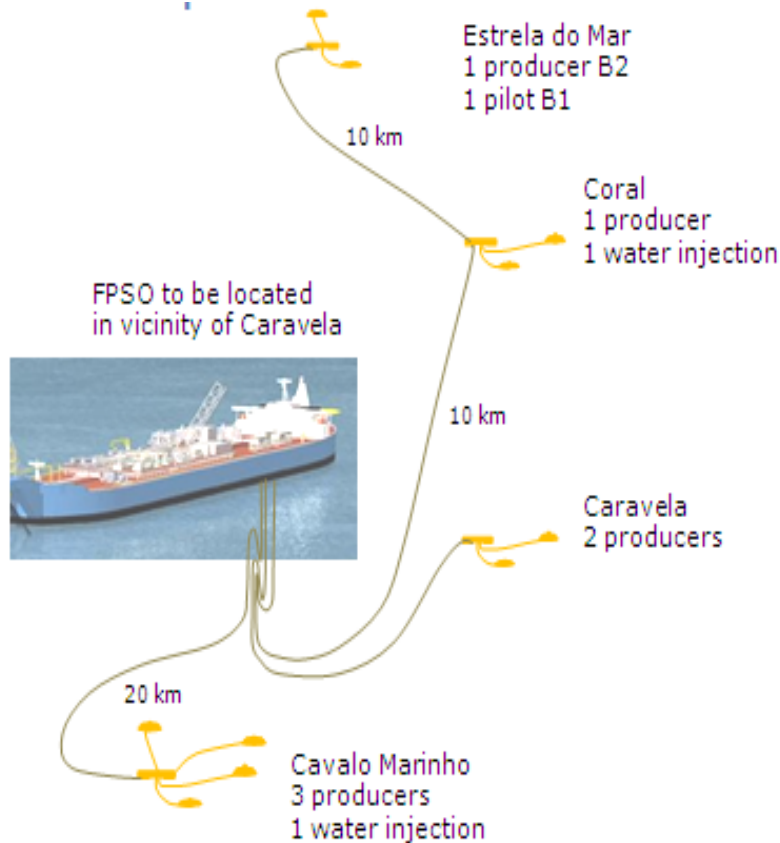 Estrela do Mar
1 producer B2
1 pilot B1
10 km
Coral
1 producer
1 water injection
FPSO to be located
in vicinity of Caravela
10 km
Caravela
2 producers
20 km
Cavalo Marinho
3 producers
1 water injection